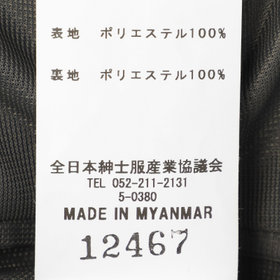 表地 ポリエステル100%
裏地 ポリエステル100%
全日本紳士服産業協議会
TEL 052-211-2131
5-0380
MADE IN MYANMAR
12467